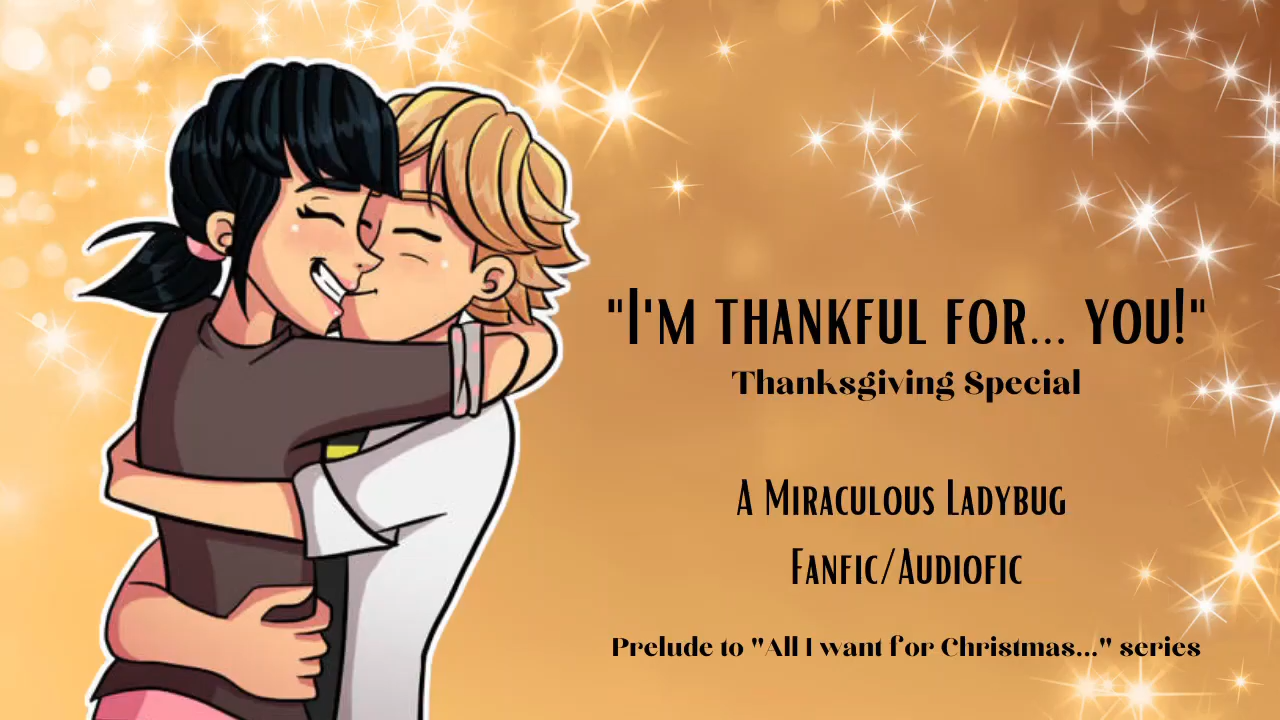 "I'm thankful for... you!"
Thanksgiving Special
A Miraculous Ladybug
Fanfic/Audiofic
Prelude to "All I want for Christmas..." series